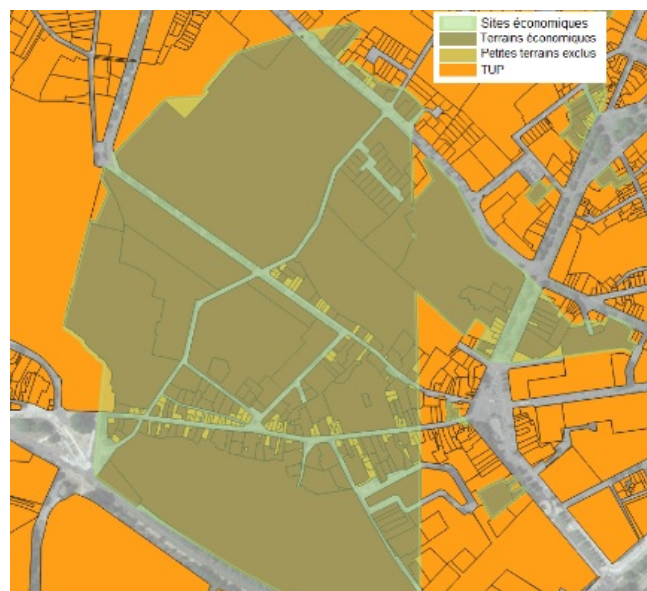 Sites économiques
Terrains économiques
Petites terrains exclus
TUP